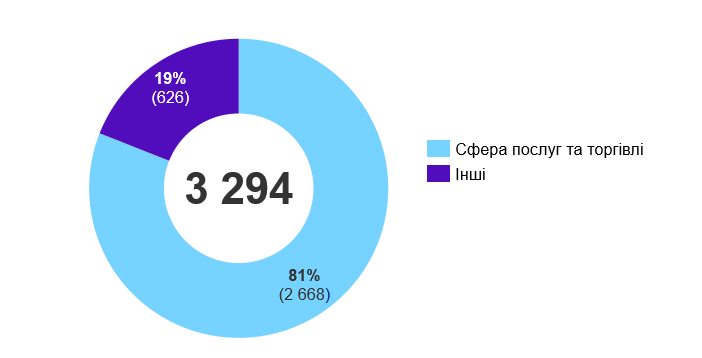 19%
(626)
3 294
81%
(2 668)
Сфера послуг та торгівлі
Інші